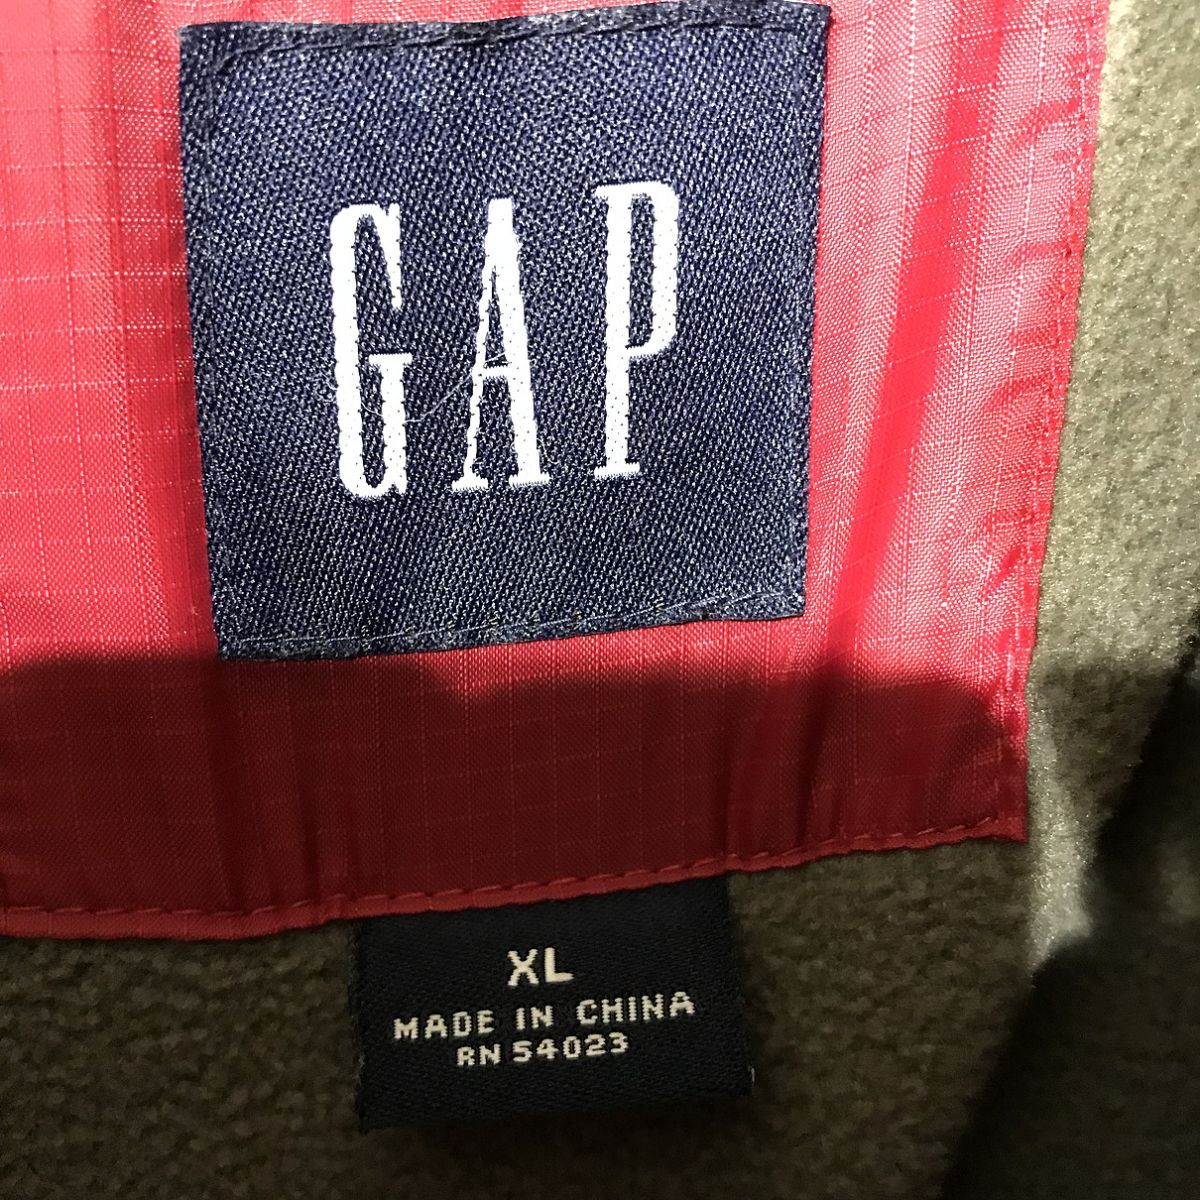 GAP
XL
MADE IN CHINA
RN 54023